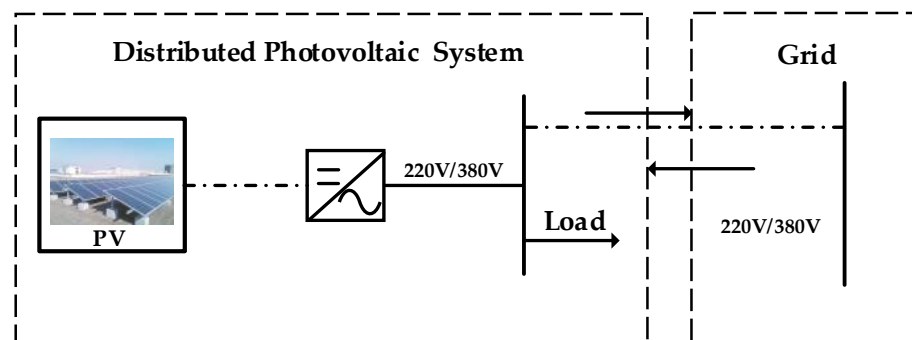 Distributed Photovoltaic System
Grid
220V/380V
PV
Load
220V/380V